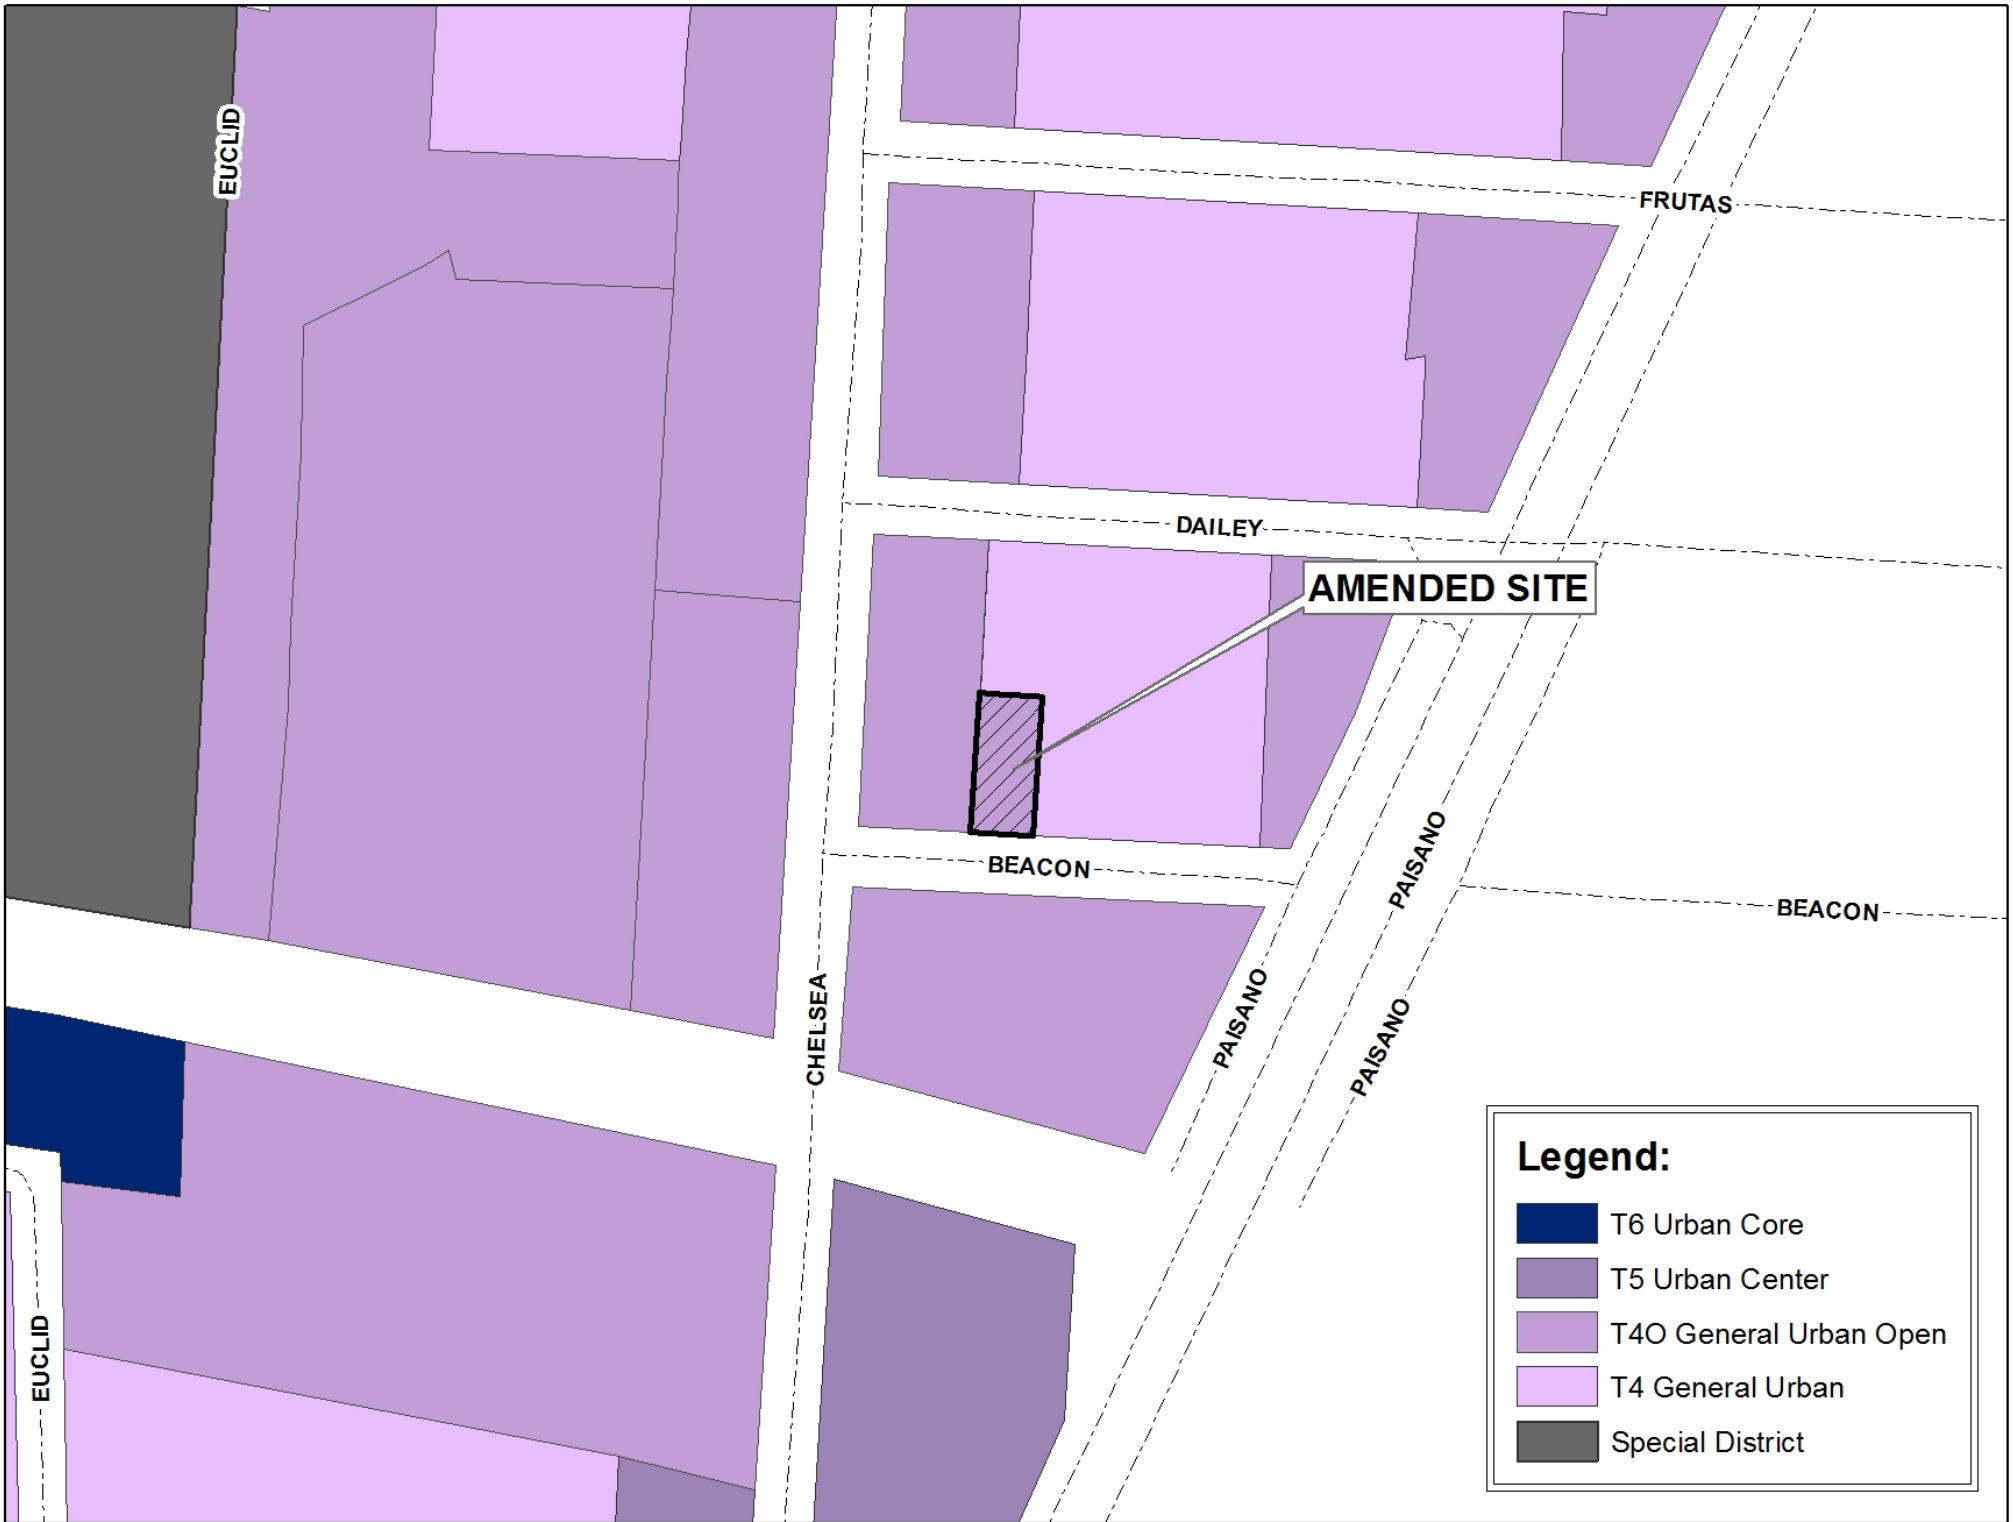 EUCLID
FRUTAS
DAILEY
AMENDED SITE
BEACON
PAISANO
BEACON
PAISANO
PAISANO
CHELSEA
EUCLID
Legend:
T6 Urban Core
T5 Urban Center
T4O General Urban Open
T4 General Urban
Special District